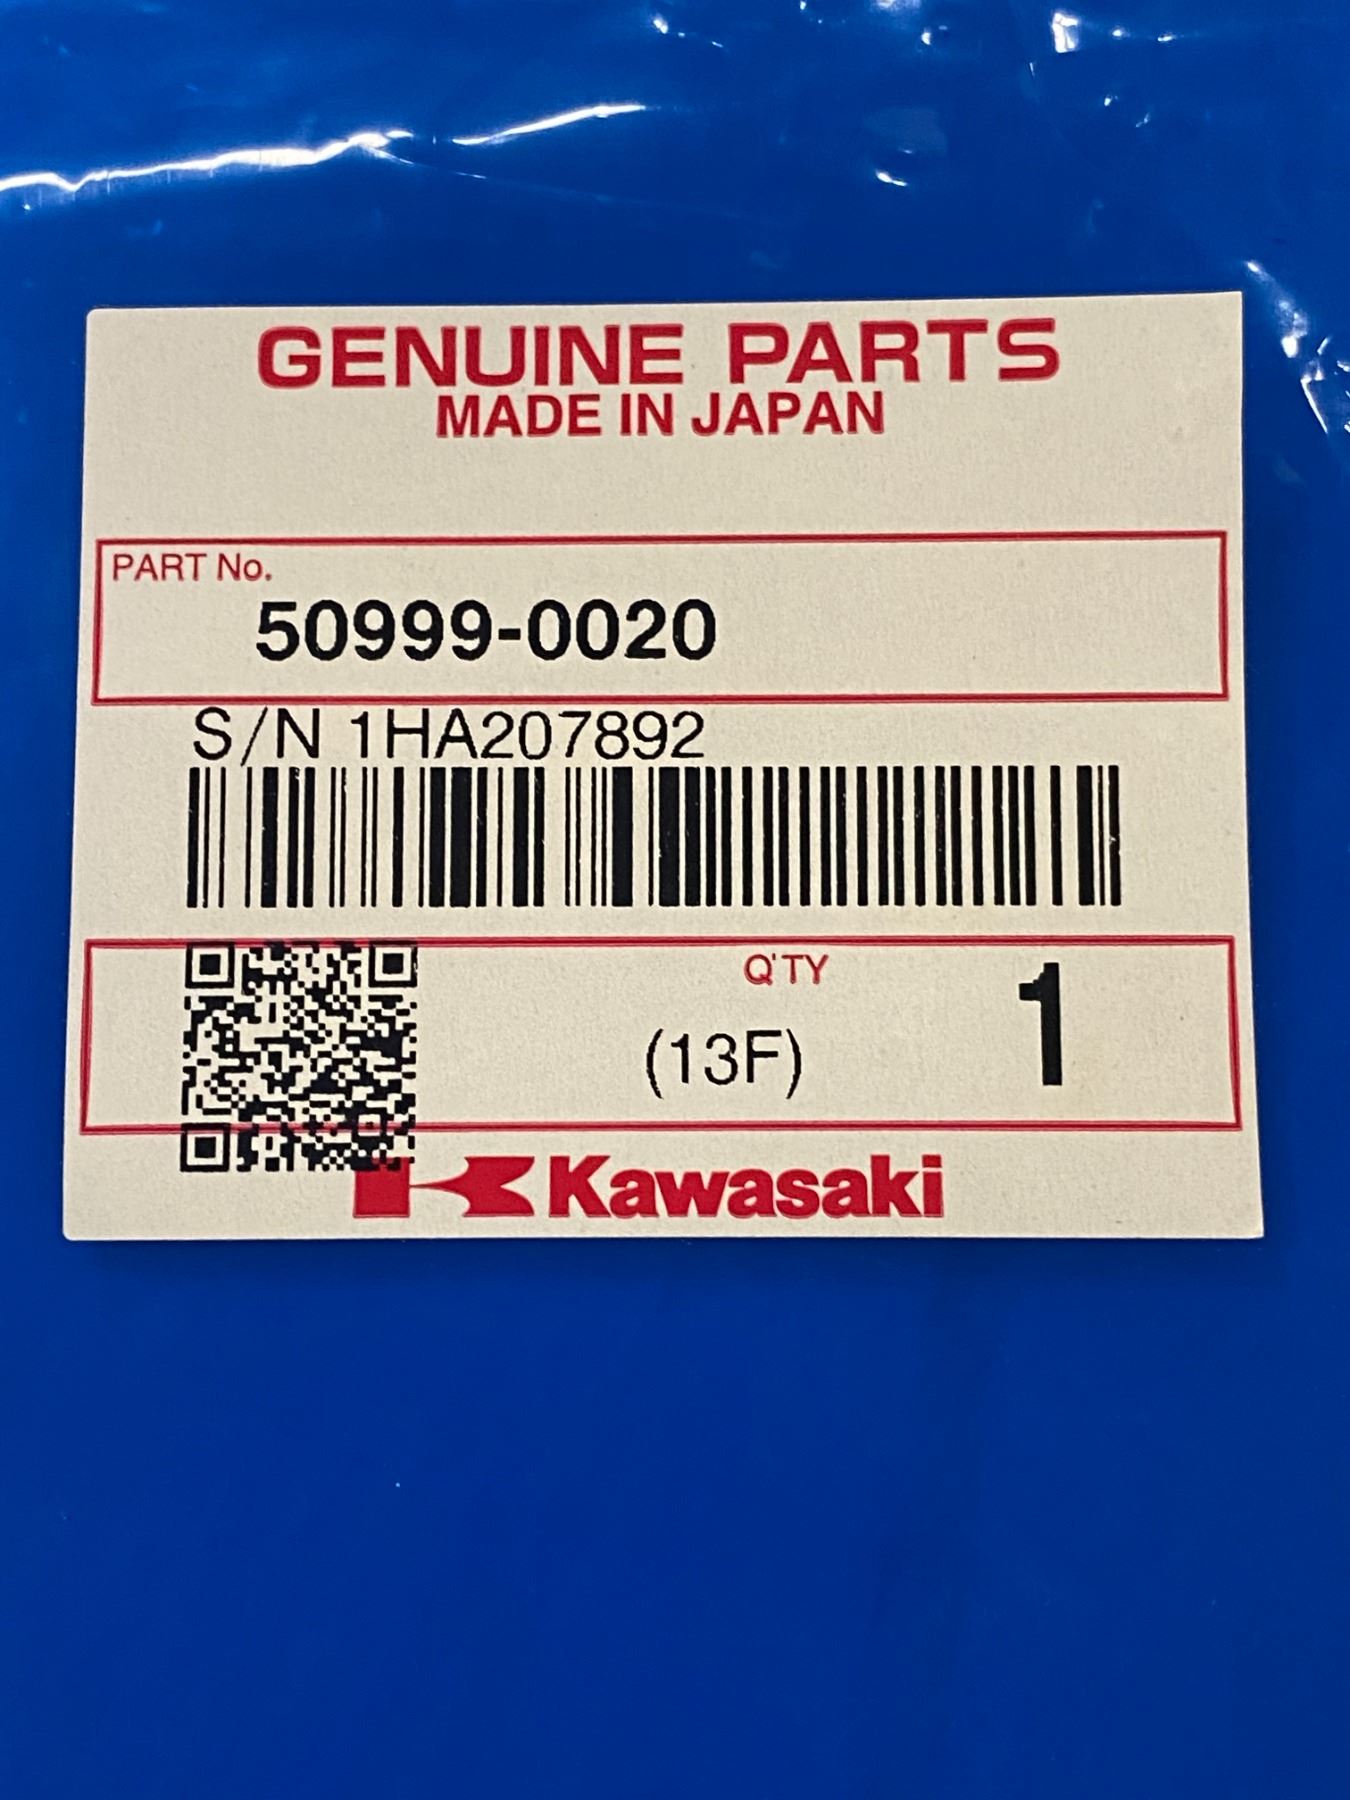 GENUINE PARTS
MADE IN JAPAN
PART No.
50999-0020
S/N 1HA207892
Q'TY
(13F)
1
Kawasaki